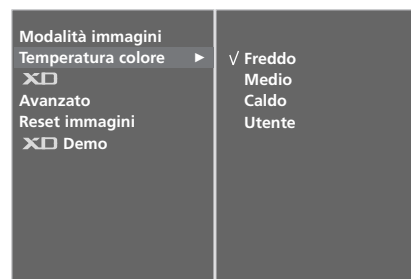 Modalità immagini
Temperatura colore ►
XD
Avanzato
Reset immagini
XD Demo
√ Freddo
Medio
Caldo
Utente